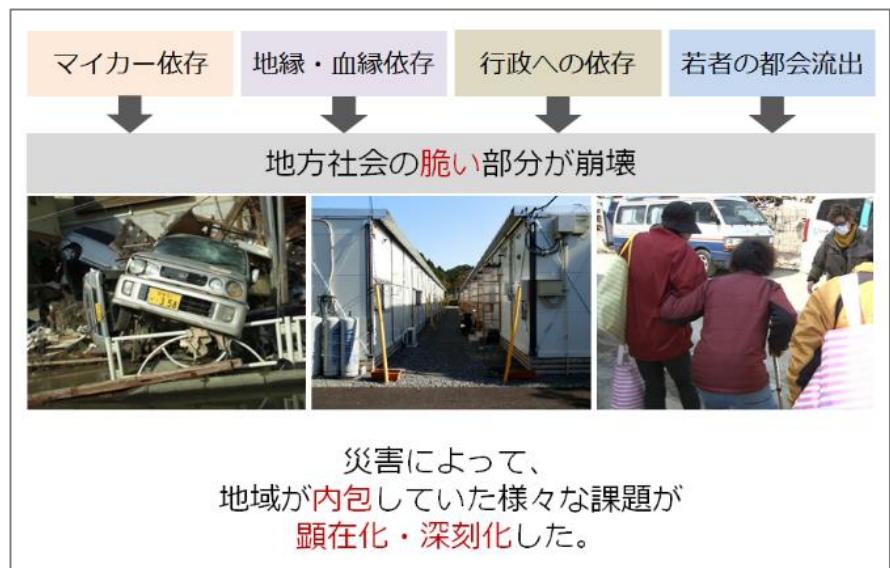 マイカー依存
地縁・血縁依存
行政への依存
若者の都会流出
地方社会の脆い部分が崩壊
災害によって、
地域が内包していた様々な課題が
顕在化・深刻化した。